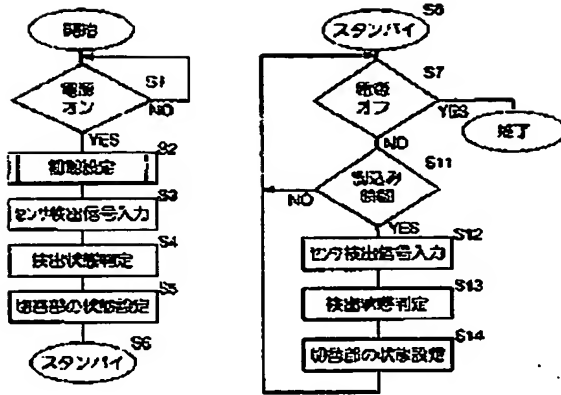 開始
電源
オン
S1
NO
YES
初期設定
S2
センサ検出信号入力
S3
検出状態判定
S4
切替部の状態設定
S5
スタンバイ
S6
スタンバイ
S6
電源
オフ
S7
YES
終了
NO
割込み
時間
S11
NO
YES
センサ検出信号入力
S12
検出状態判定
S13
切替部の状態設定
S14